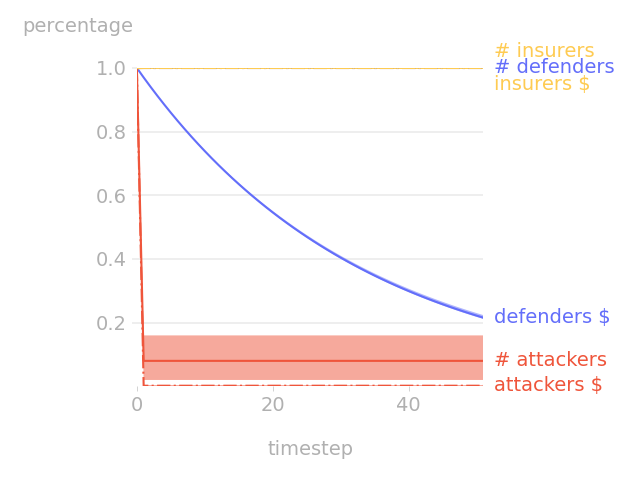 percentage
# insurers
# defenders
insurers $
1.0
0.8
0.6
0.4
0.2
defenders $
# attackers
attackers $
0
20
40
timestep